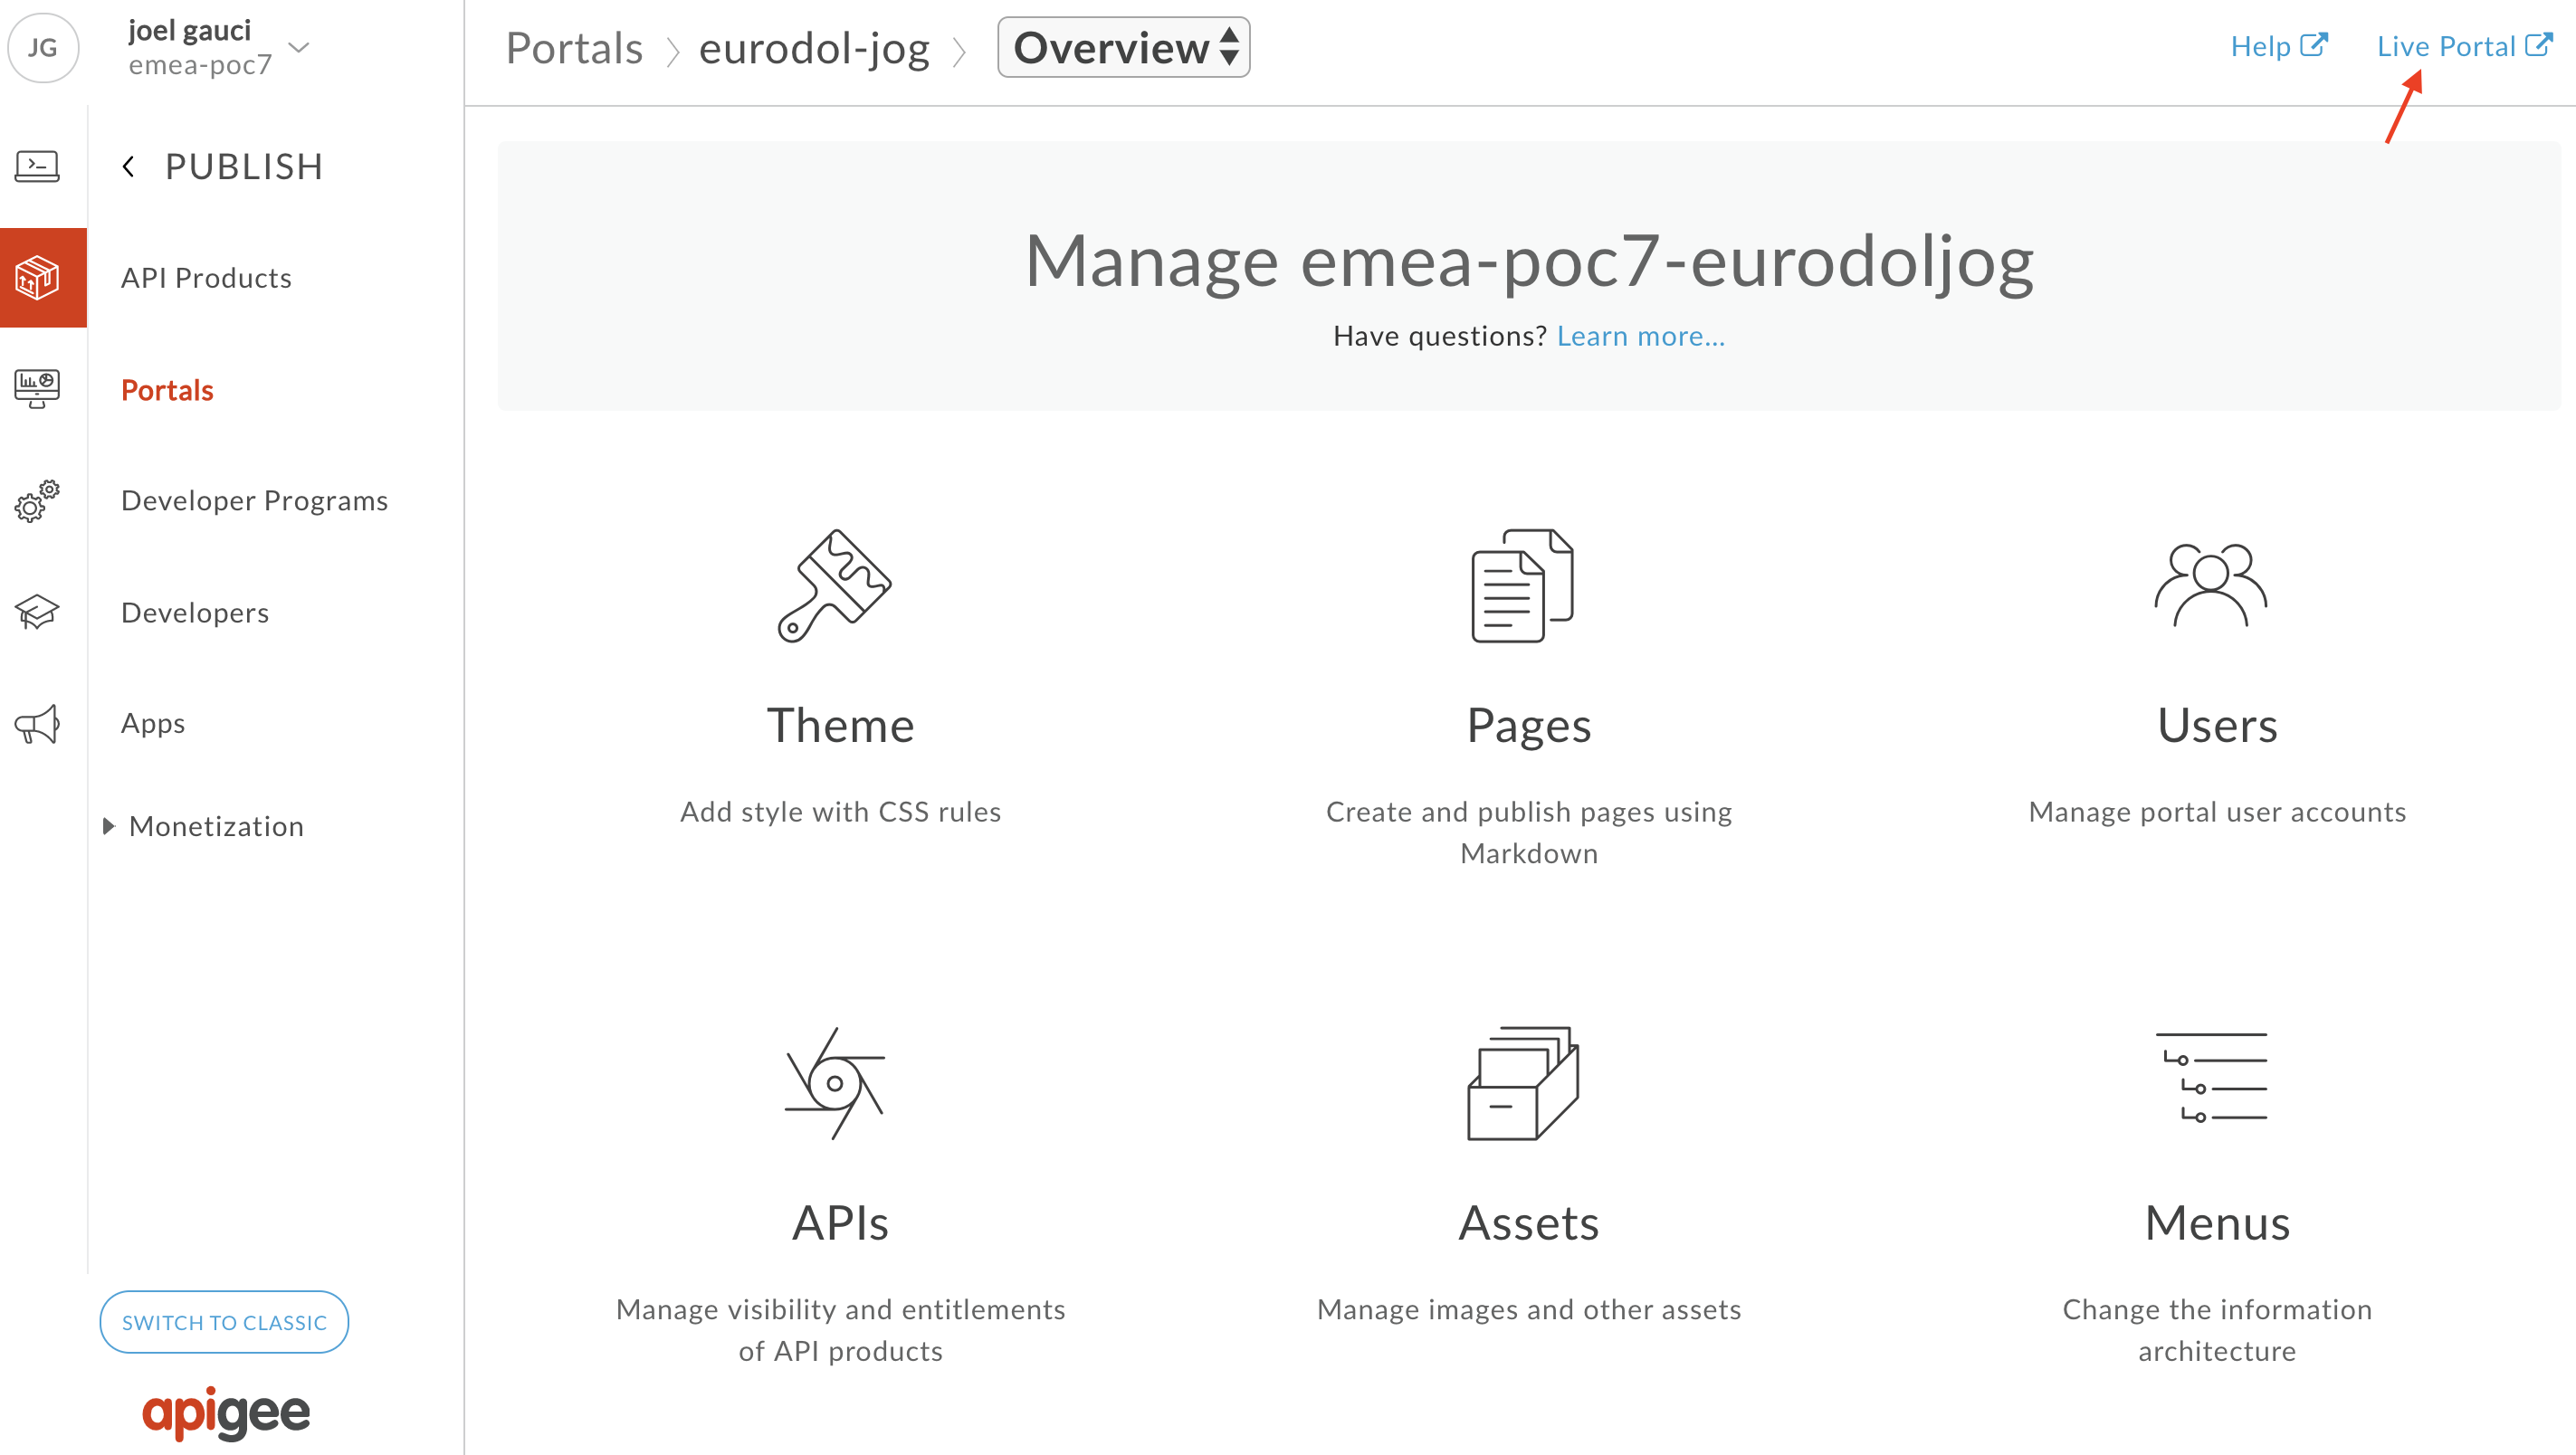 JG
joel gauci
emea-poc7
Portals
eurodol-jog
Overview
Help
Live Portal
PUBLISH
API Products
Portals
Developer Programs
Developers
Apps
Monetization
SWITCH TO CLASSIC
apigee
Manage emea-poc7-eurodoljog
Have questions? Learn more...
Theme
Add style with CSS rules
Pages
Create and publish pages using
Markdown
Users
Manage portal user accounts
APIs
Manage visibility and entitlements
of API products
Assets
Manage images and other assets
Menus
Change the information
architecture